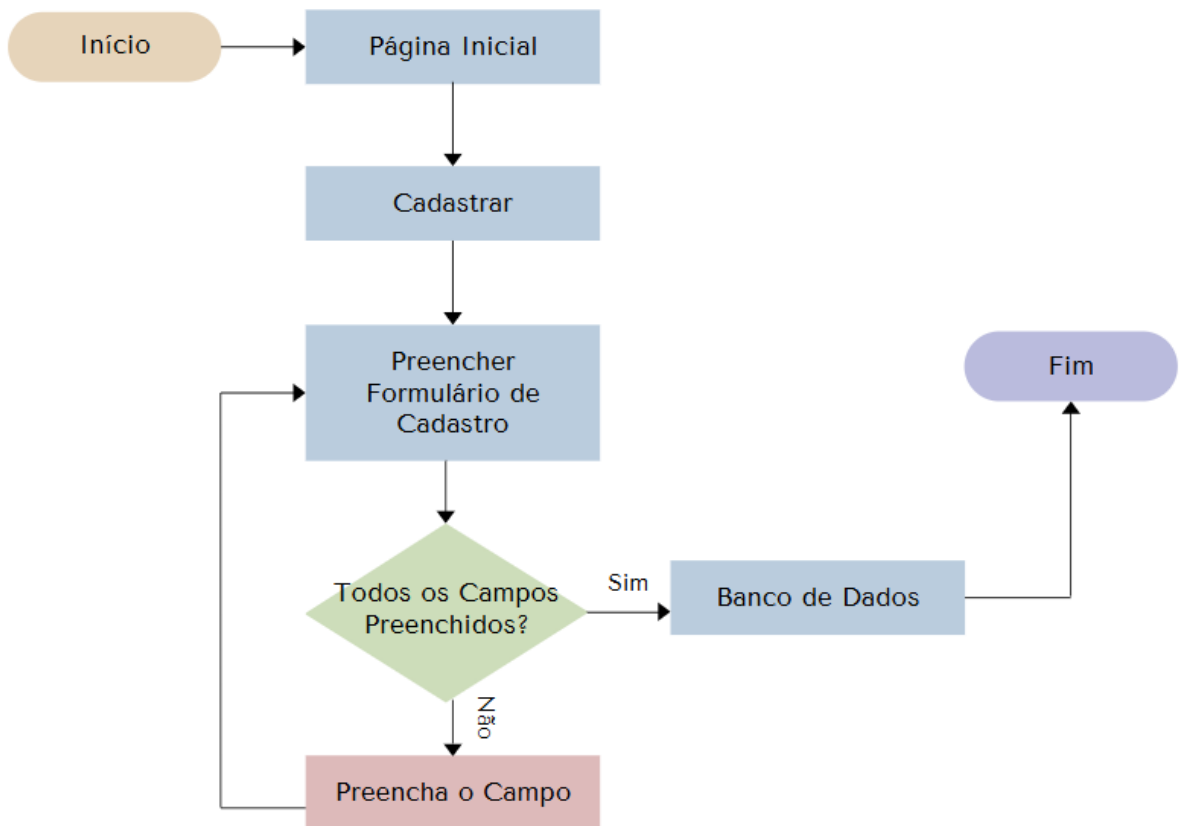 Início
Página Inicial
Cadastrar
Preencher
Formulário de
Cadastro
Fim
Todos os Campos
Preenchidos?
Sim
Banco de Dados
Não
Preencha o Campo